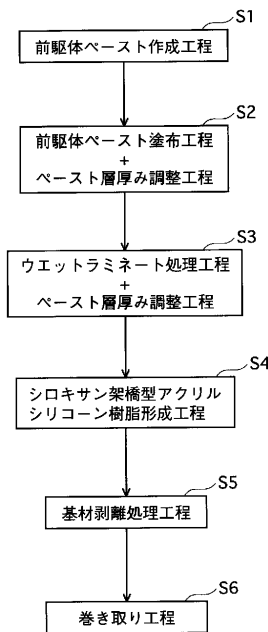 S1
前駆体ペースト作成工程
S2
前駆体ペースト塗布工程
+
ペースト層厚み調整工程
S3
ウエットラミネート処理工程
+
ペースト層厚み調整工程
S4
シロキサン架橋型アクリル
シリコーン樹脂形成工程
S5
基材剥離処理工程
S6
巻き取り工程